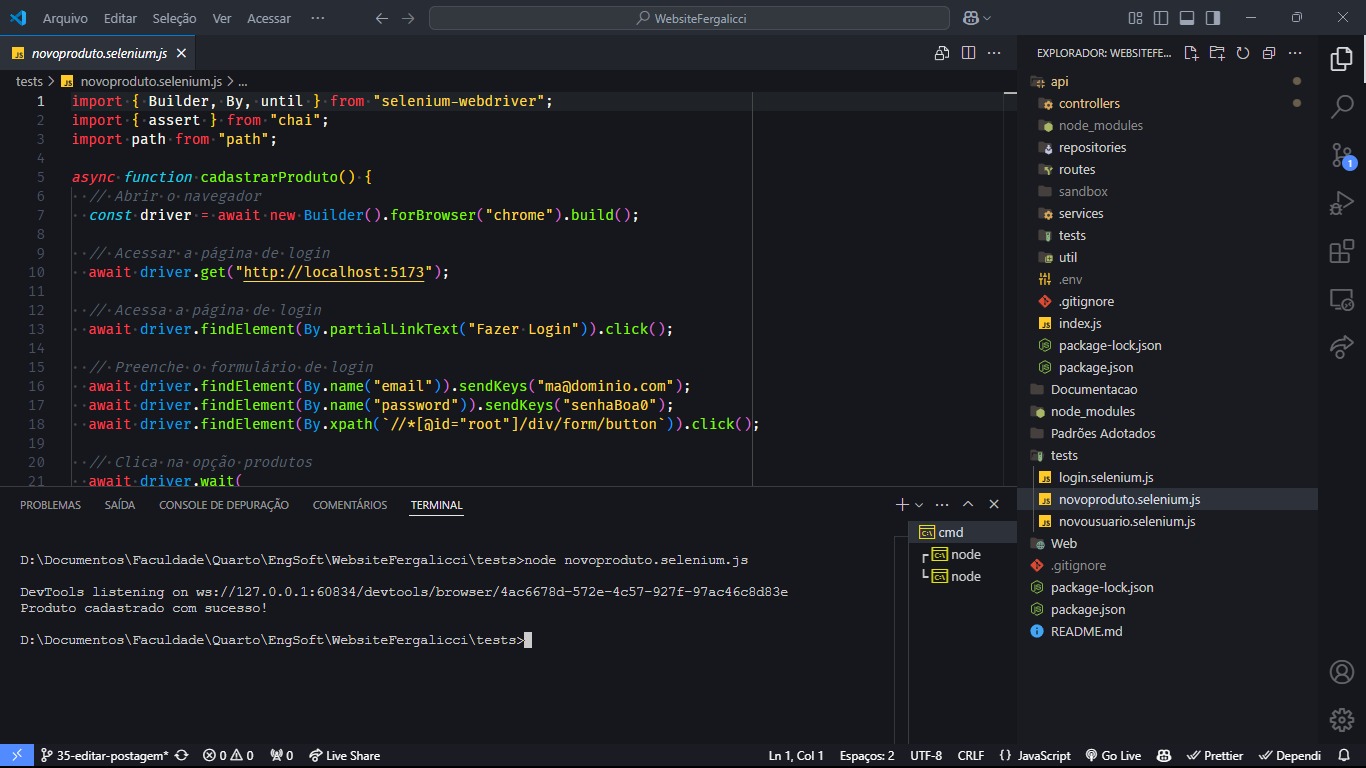 Arquivo Editar Seleção Ver Acessar ··· WebsiteFergalicci
novoproduto.selenium.js
tests > novoproduto.selenium.js > ...
1 import { Builder, By, until } from "selenium-webdriver";
2 import { assert } from "chai";
3 import path from "path";
4
5 async function cadastrarProduto() {
6 // Abrir o navegador
7 const driver = await new Builder().forBrowser("chrome").build();
8
9 // Acessar a página de login
10 await driver.get("http://localhost:5173");
11
12 // Acessa a página de login
13 await driver.findElement(By.partialLinkText("Fazer Login")).click();
14
15 // Preenche o formulário de login
16 await driver.findElement(By.name("email")).sendKeys("ma@dominio.com");
17 await driver.findElement(By.name("password")).sendKeys("senhaBoa0");
18 await driver.findElement(By.xpath(`//*[@id="root"]/div/form/button`)).click();
19
20 // Clica na opção produtos
21 await driver.wait(
PROBLEMAS SAÍDA CONSOLE DE DEPURAÇÃO COMENTÁRIOS TERMINAL
D:\Documentos\Faculdade\Quarto\EngSoft\WebsiteFergalicci\tests>node novoproduto.selenium.js
DevTools listening on ws://127.0.0.1:60834/devtools/browser/4ac6678d-572e-4c57-927f-97ac46c8d83e
Produto cadastrado com sucesso!
D:\Documentos\Faculdade\Quarto\EngSoft\WebsiteFergalicci\tests>
cmd
node
node
EXPLORADOR: WEBSITEFE...
api
controllers
node_modules
repositories
routes
sandbox
services
tests
util
.env
.gitignore
index.js
package-lock.json
package.json
Documentacao
node_modules
Padrões Adotados
tests
login.selenium.js
novoproduto.selenium.js
novousuario.selenium.js
Web
.gitignore
package-lock.json
package.json
README.md
1
35-editar-postagem* 0 0 0 Live Share Ln 1, Col 1 Espaços: 2 UTF-8 CRLF {} JavaScript Go Live Prettier Dependi